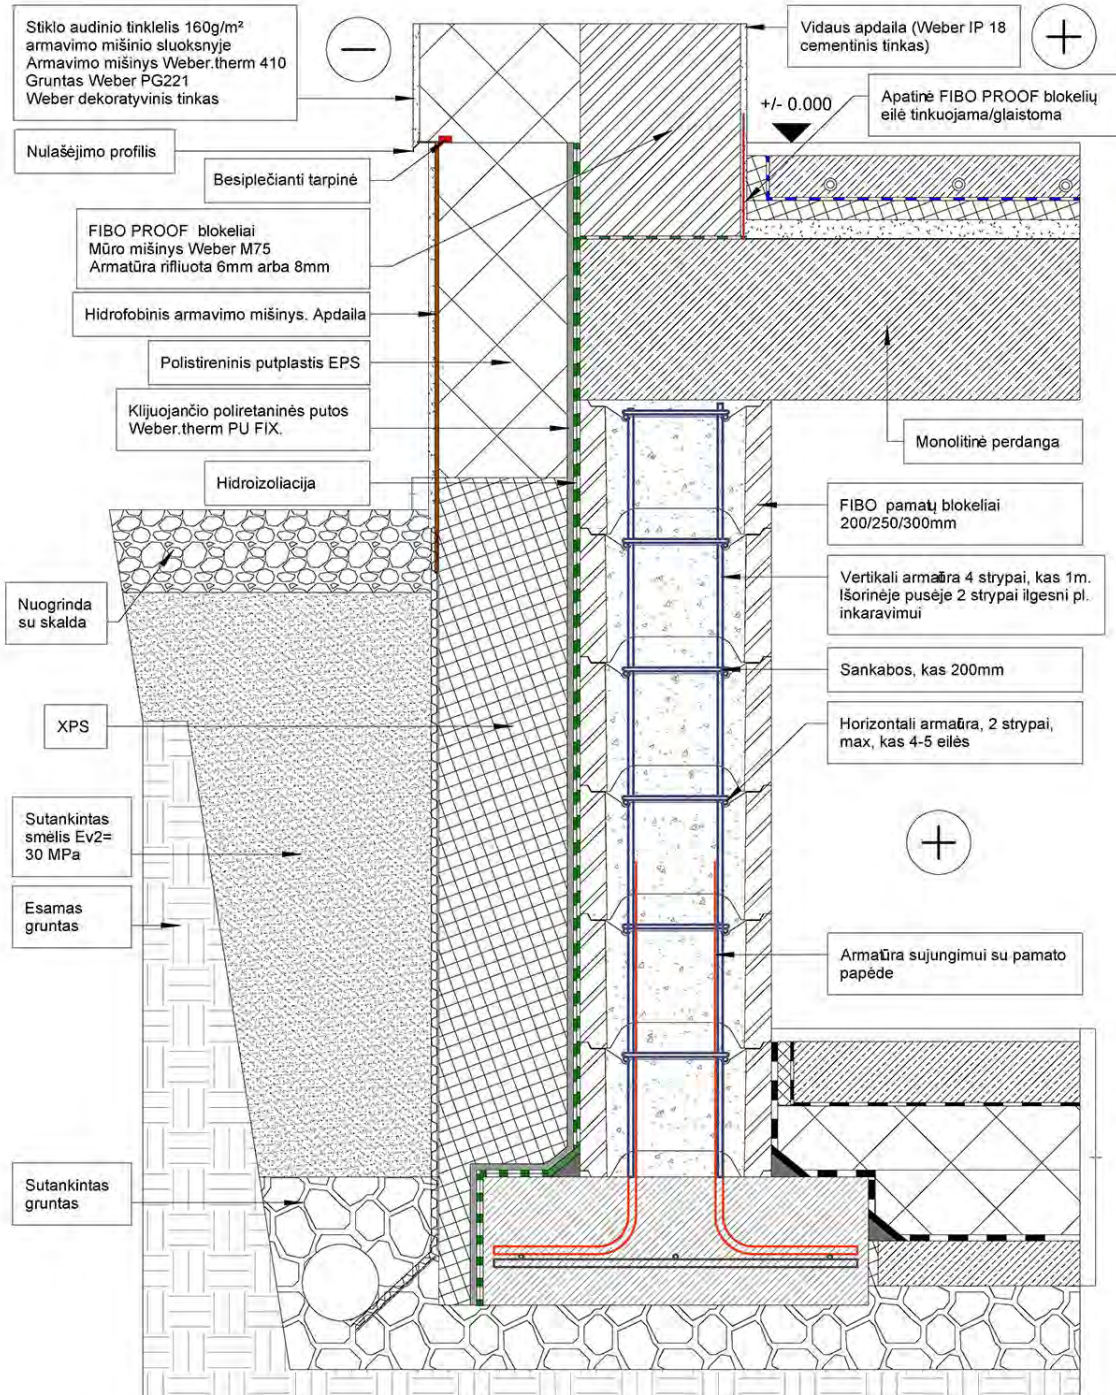 Stiklo audinio tinklelis 160g/m²
armavimo mišinio sluoksnyje
Armavimo mišinys Weber.therm 410
Gruntas Weber PG221
Weber dekoratyvinis tinkas
Vidaus apdaila (Weber IP 18
cementinis tinkas)
+/- 0.000
Apatinė FIBO PROOF blokelių
eilė tinkuojama/glaistoma
Nulašėjimo profilis
Besiplečianti tarpinė
FIBO PROOF blokeliai
Mūro mišinys Weber M75
Armatūra rifliuota 6mm arba 8mm
Hidrofobinis armavimo mišinys. Apdaila
Polistireninis putplastis EPS
Klijuojančio poliretaninės putos
Weber.therm PU FIX.
Monolitinė perdanga
Hidroizoliacija
FIBO pamatų blokeliai
200/250/300mm
Vertikali armatūra 4 strypai, kas 1m.
Išorinėje pusėje 2 strypai ilgesni pl.
inkaravimui
Nuogrinda
su skalda
Sankabos, kas 200mm
XPS
Horizontali armatūra, 2 strypai,
max, kas 4-5 eilės
Sutankintas
smėlis Ev2=
30 MPa
Esamas
gruntas
Armatūra sujungimui su pamato
papėde
Sutankintas
gruntas